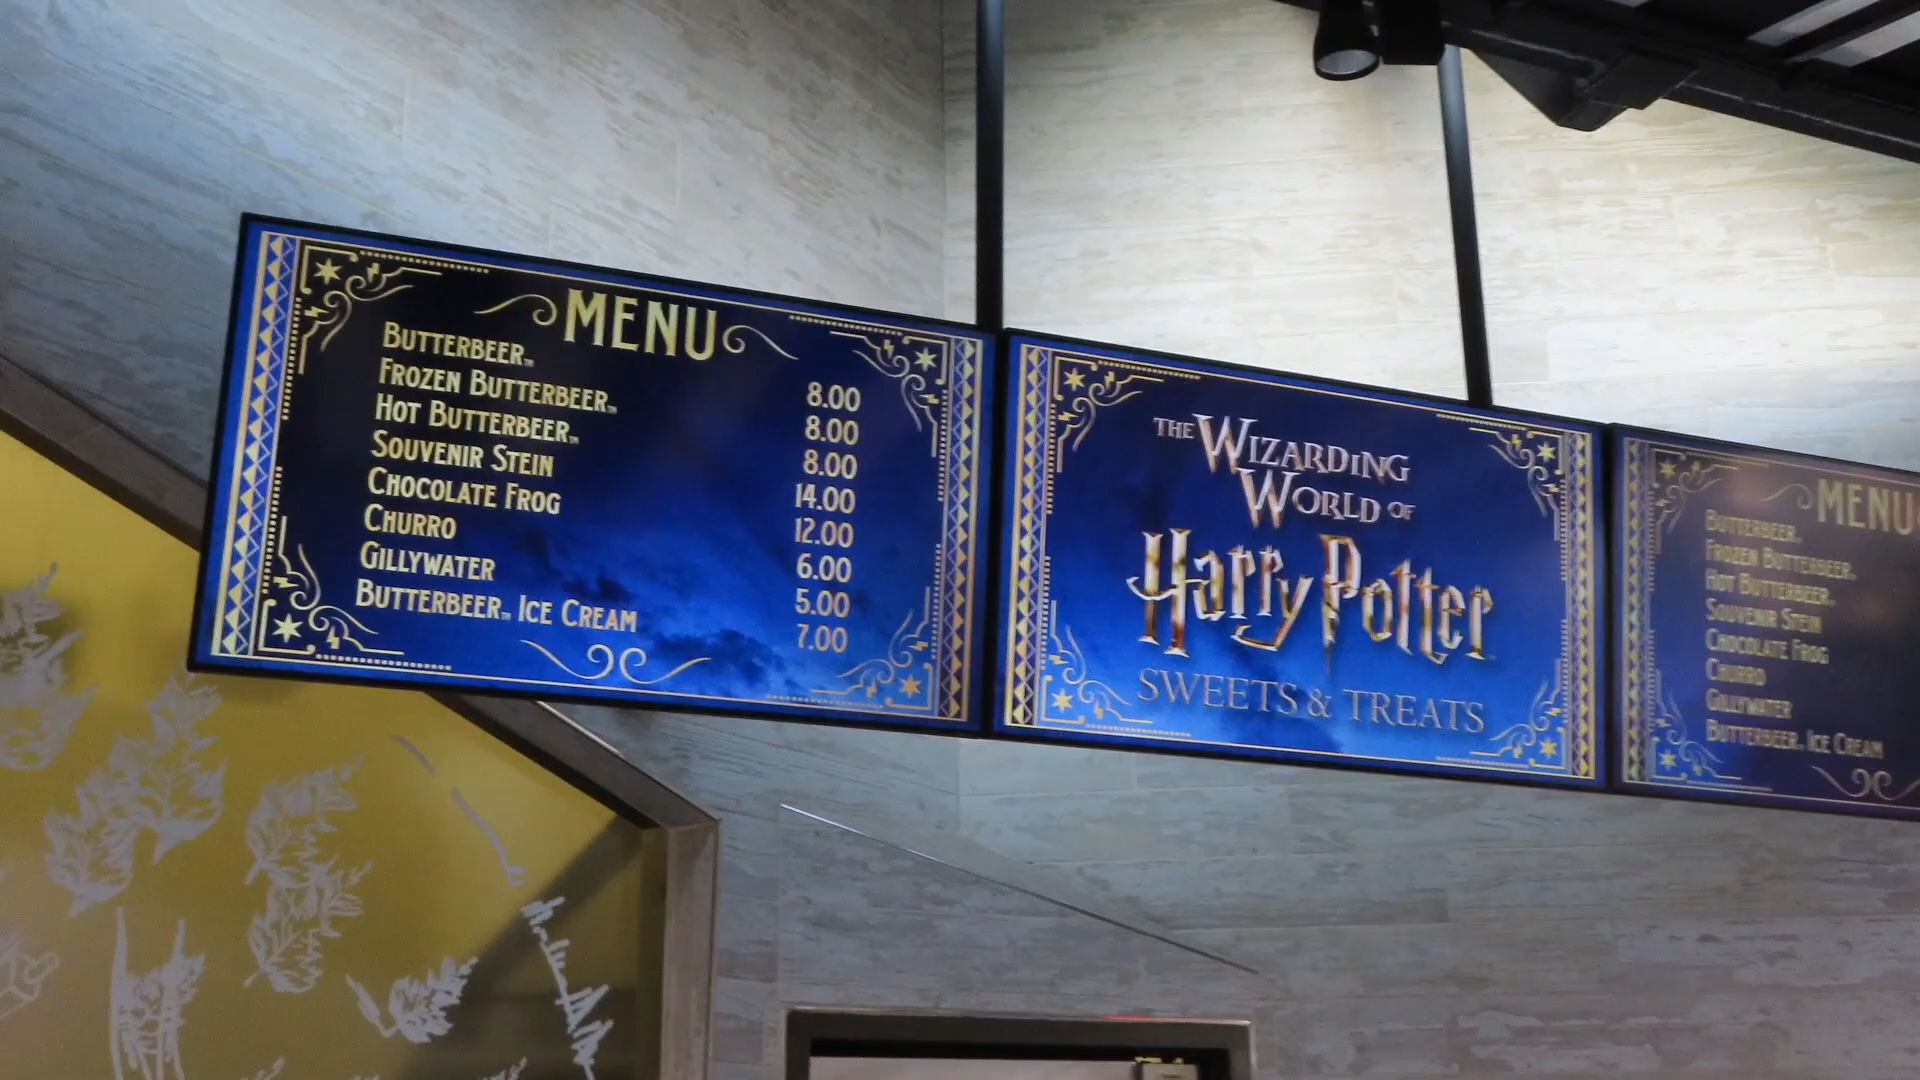 MENU
BUTTERBEER™ 8.00
FROZEN BUTTERBEER™ 8.00
HOT BUTTERBEER™ 8.00
SOUVENIR STEIN 14.00
CHOCOLATE FROG 12.00
CHURRO 6.00
GILLYWATER 5.00
BUTTERBEER™ ICE CREAM 7.00
THE WIZARDING
WORLD OF
Harry Potter
SWEETS & TREATS
MENU
BUTTERBEER™
FROZEN BUTTERBEER™
HOT BUTTERBEER™
SOUVENIR STEIN
CHOCOLATE FROG
CHURRO
GILLYWATER
BUTTERBEER™ ICE CREAM